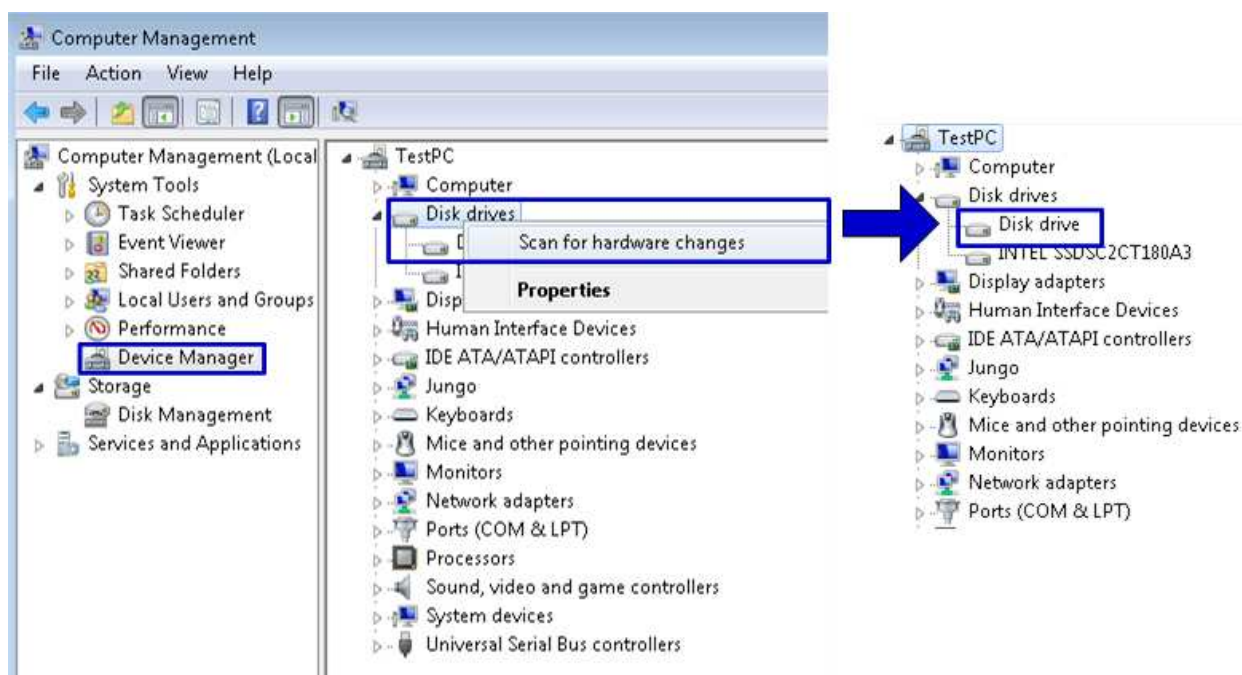 Computer Management
File Action View Help
Computer Management (Local
System Tools
Task Scheduler
Event Viewer
Shared Folders
Local Users and Groups
Performance
Device Manager
Storage
Disk Management
Services and Applications
TestPC
Computer
Disk drives
Scan for hardware changes
Properties
Disp
Human Interface Devices
IDE ATA/ATAPI controllers
Jungo
Keyboards
Mice and other pointing devices
Monitors
Network adapters
Ports (COM & LPT)
Processors
Sound, video and game controllers
System devices
Universal Serial Bus controllers
TestPC
Computer
Disk drives
Disk drive
INTEL SSDSC2CT180A3
Display adapters
Human Interface Devices
IDE ATA/ATAPI controllers
Jungo
Keyboards
Mice and other pointing devices
Monitors
Network adapters
Ports (COM & LPT)